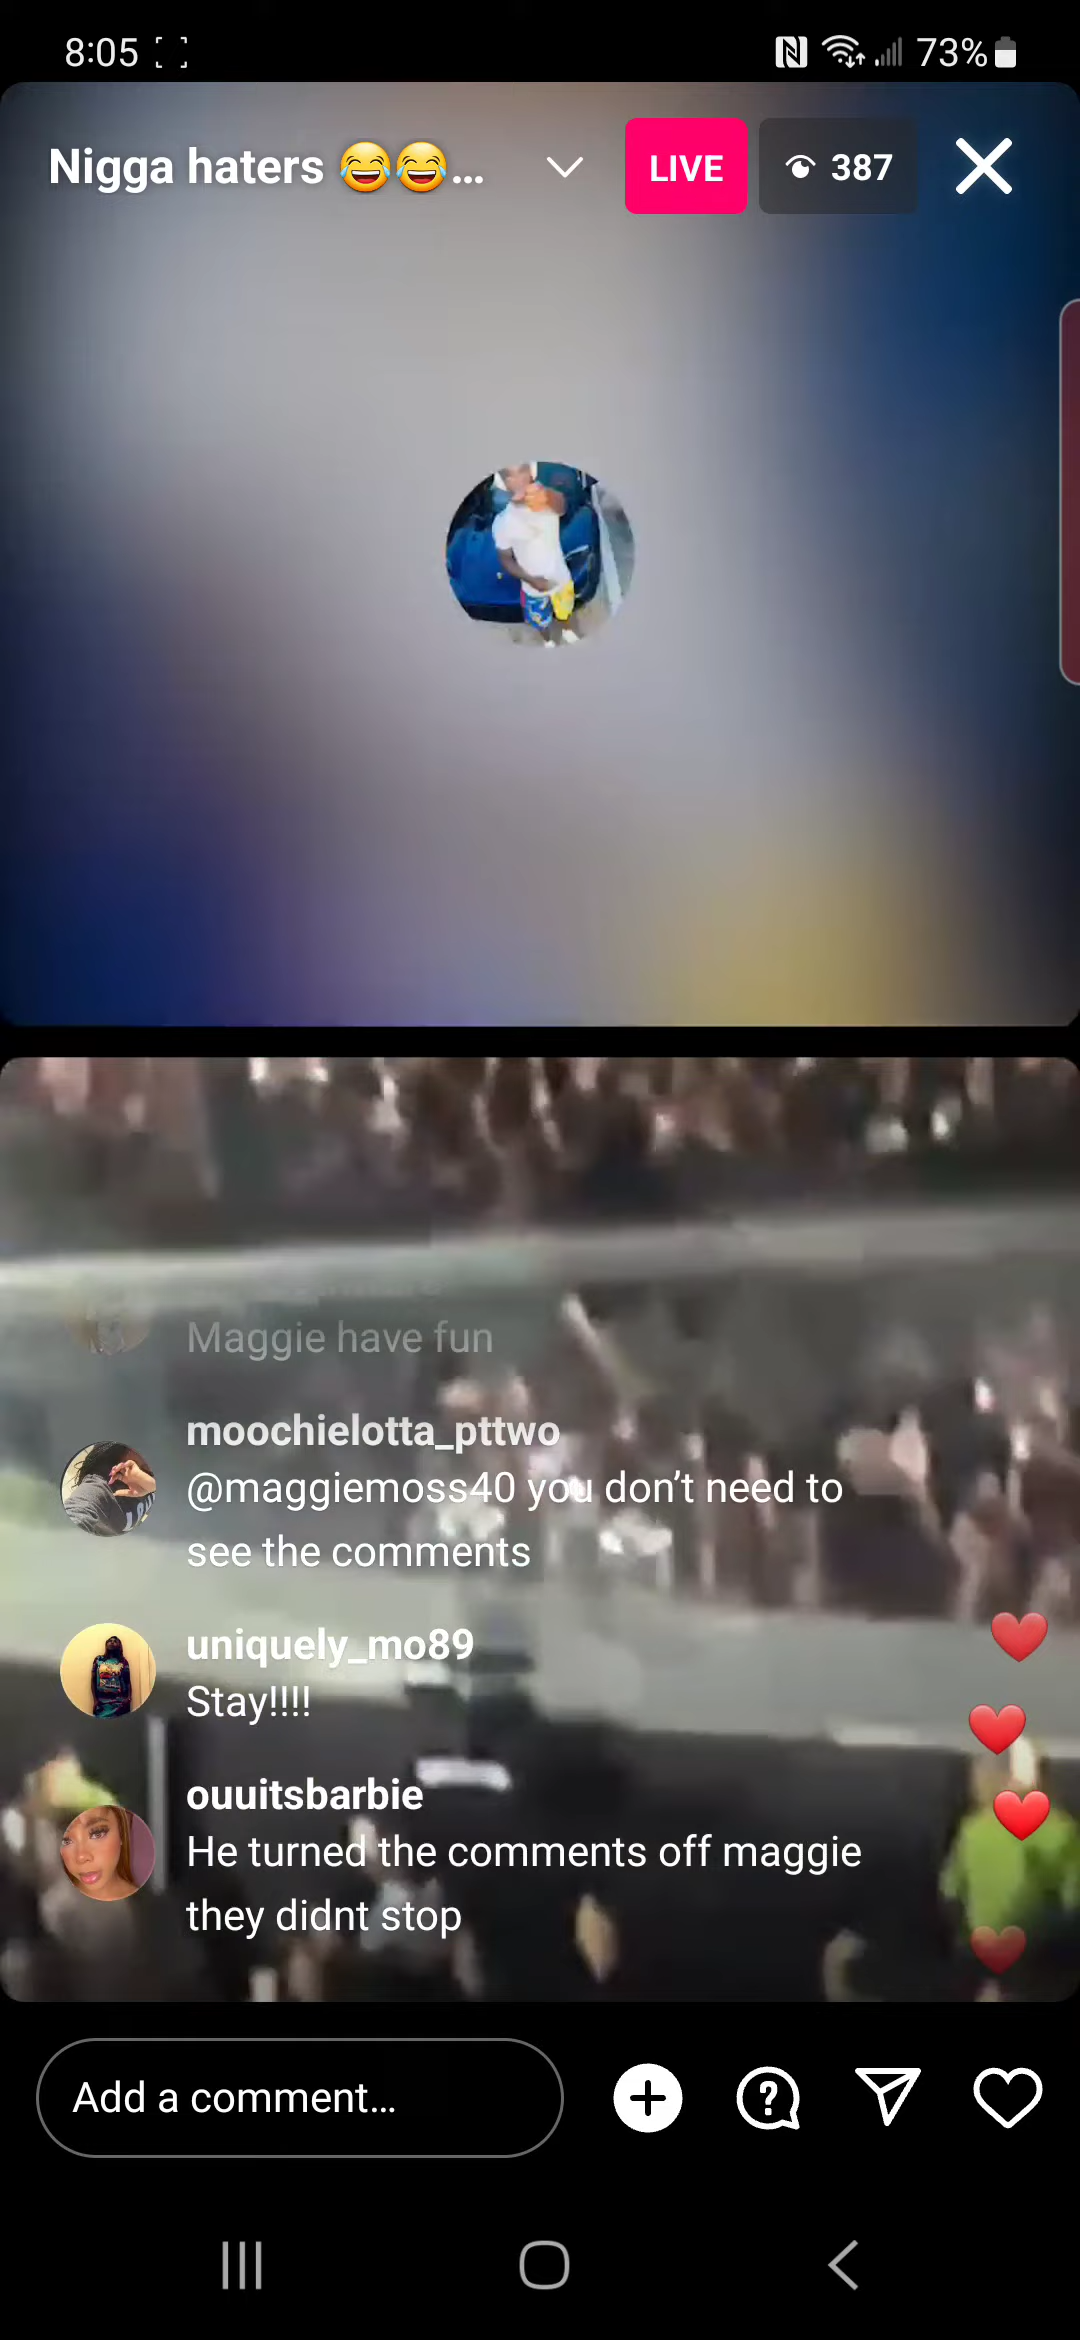 8:05 73%
Nigga haters 😂😂... LIVE 387
Maggie have fun
moochielotta_pttwo
@maggiemoss40 you don't need to
see the comments
uniquely_mo89
Stay!!!!
ouuitsbarbie
He turned the comments off maggie
they didnt stop
Add a comment...